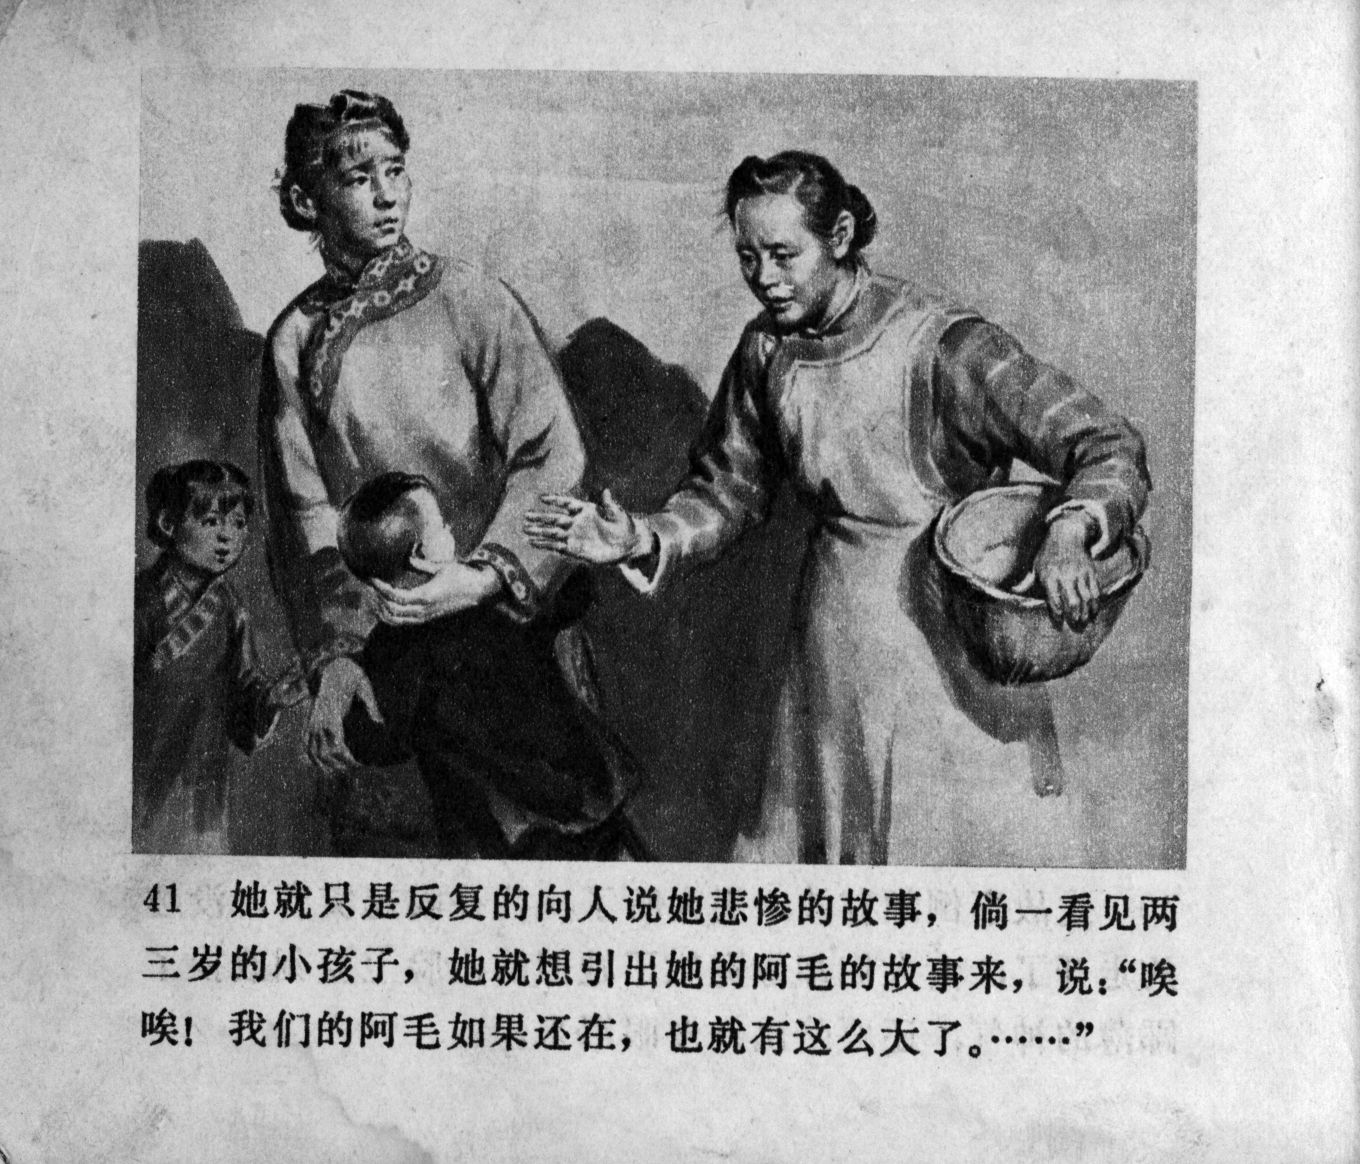 41 她就只是反复的向人说她悲惨的故事，倘一看见两
三岁的小孩子，她就想引出她的阿毛的故事来，说：“唉
唉！我们的阿毛如果还在，也就有这么大了。……”